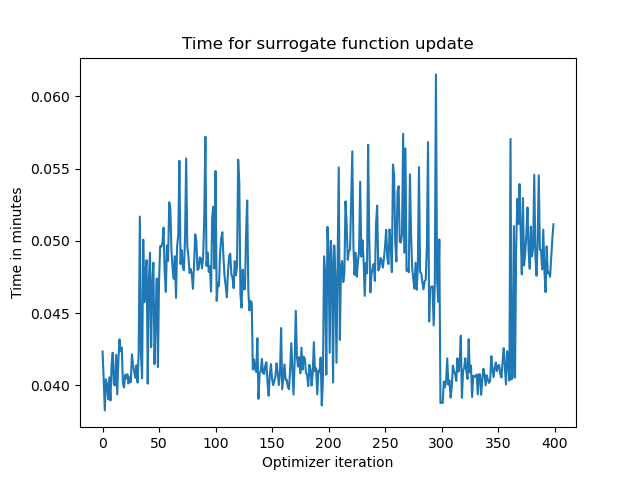 Time for surrogate function update
0.060
0.055
0.050
0.045
0.040
Time in minutes
0 50 100 150 200 250 300 350 400
Optimizer iteration